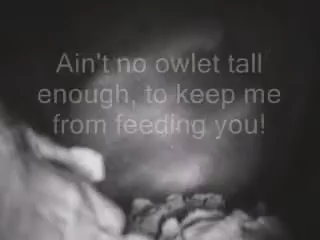 Ain't no owlet tall
enough, to keep me
from feeding you!